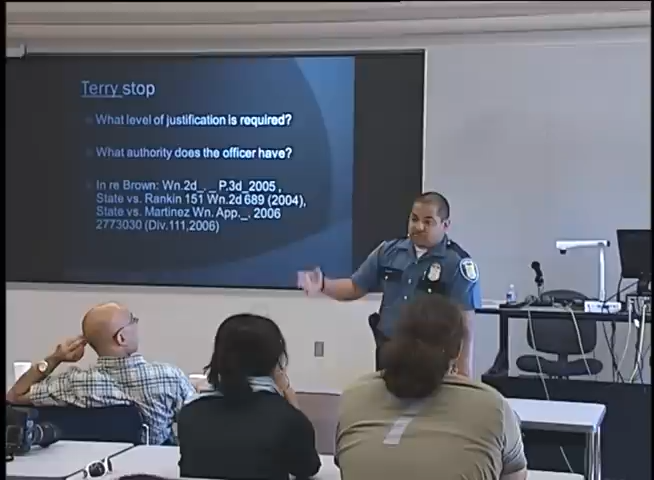 Terry stop
What level of justification is required?
What authority does the officer have?
In re Brown: Wn.2d_._ P.3d_2005,
State vs. Rankin 151 Wn.2d 689 (2004),
State vs. Martinez Wn. App._. 2006
2773030 (Div.111,2006)